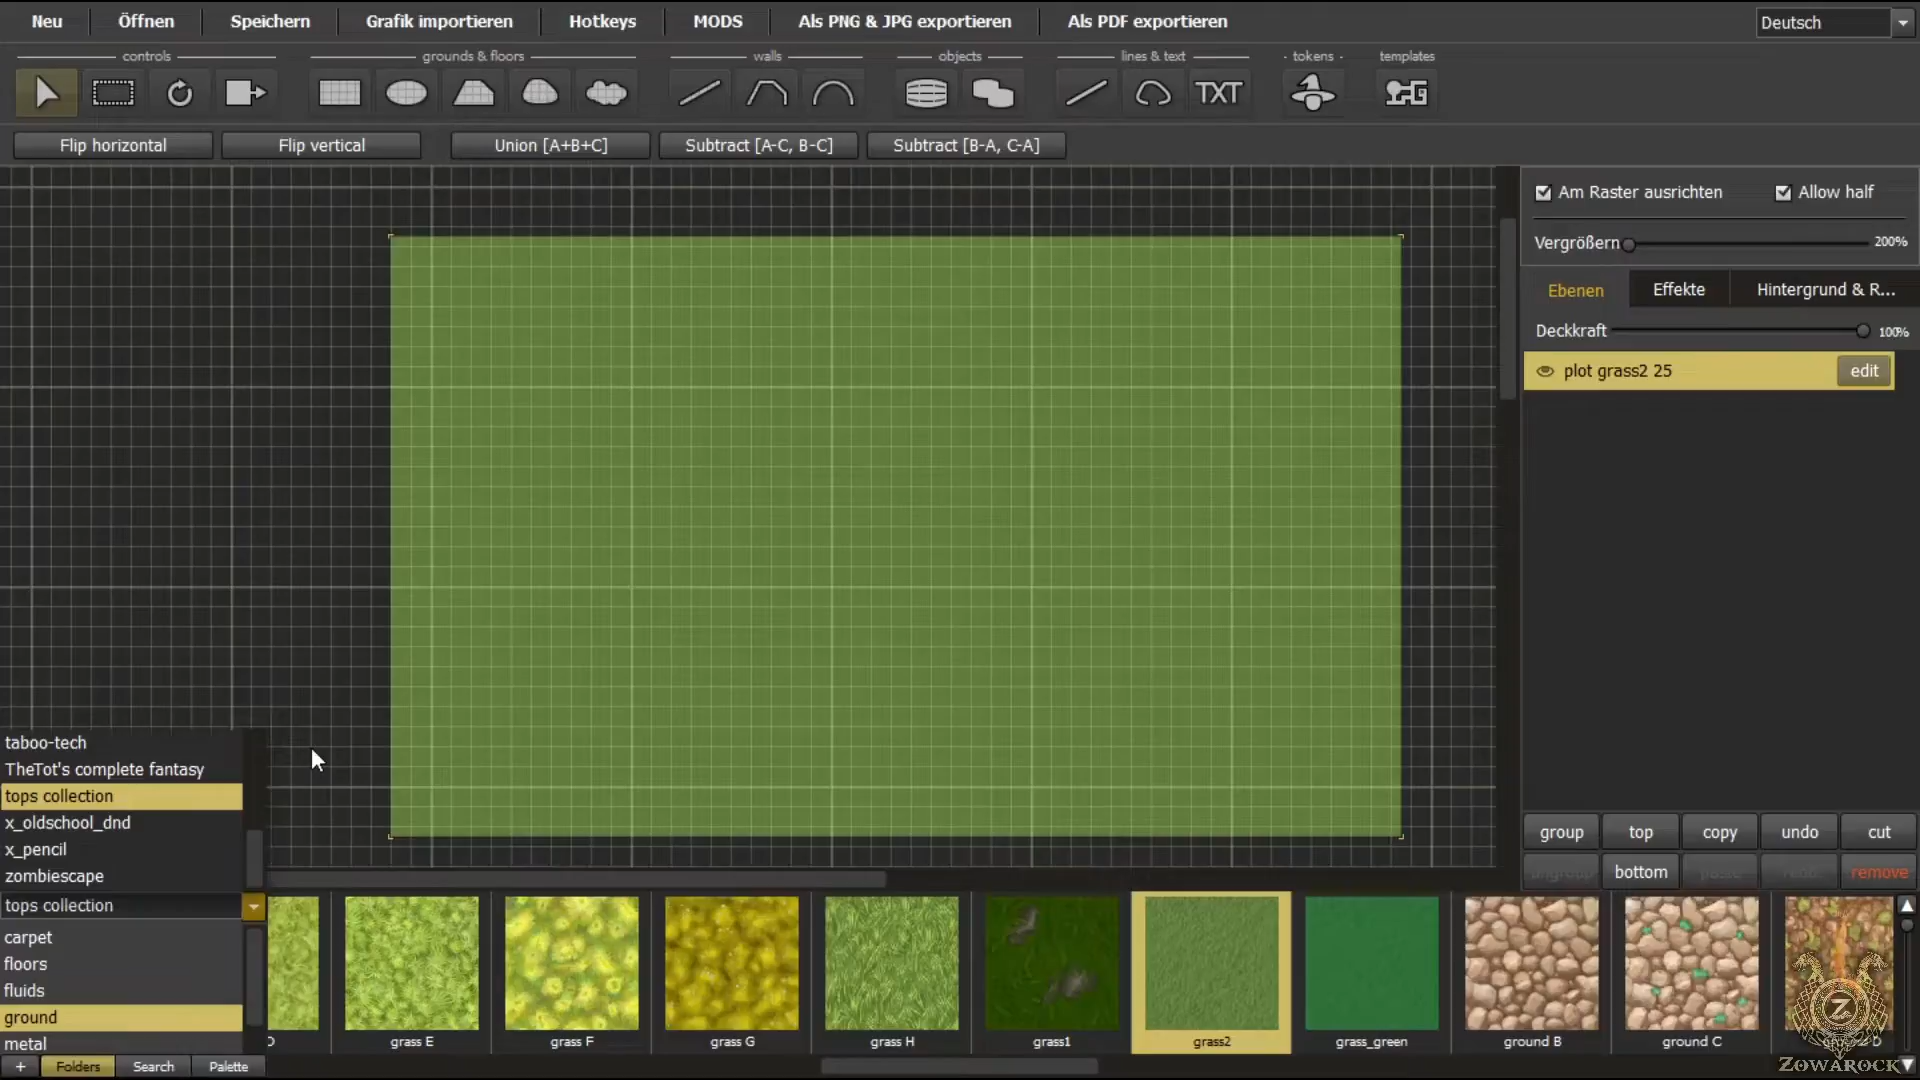 Neu Öffnen Speichern Grafik importieren Hotkeys MODS Als PNG & JPG exportieren Als PDF exportieren Deutsch
controls grounds & floors walls objects lines & text tokens templates
TXT
Flip horizontal Flip vertical Union [A+B+C] Subtract [A-C, B-C] Subtract [B-A, C-A]
Am Raster ausrichten Allow half
Vergrößern 200%
Ebenen Effekte Hintergrund & R...
Deckkraft 100%
plot grass2 25 edit
taboo-tech
TheTot's complete fantasy
tops collection
x_oldschool_dnd
x_pencil
zombiescape
tops collection
carpet
floors
fluids
ground
metal
+ Folders Search Palette
group top copy undo cut
ungroup bottom paste redo remove
grass E grass F grass G grass H grass1 grass2 grass_green ground B ground C
Z
ZOWAROCK